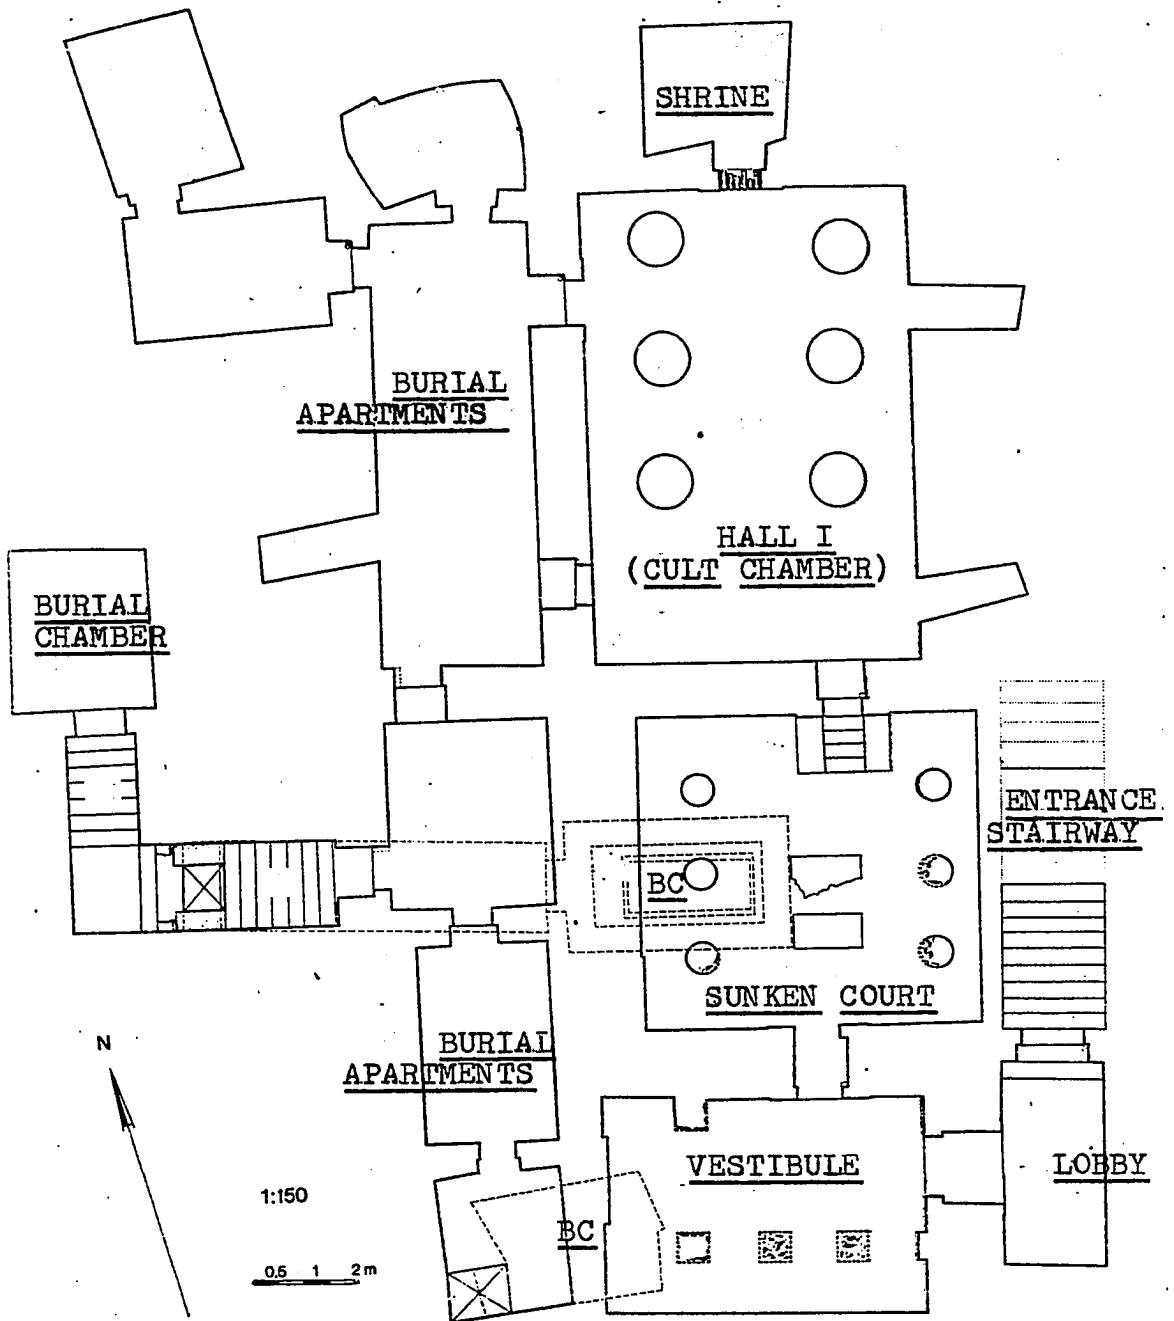 SHRINE
BURIAL
APARTMENTS
HALL I
(CULT CHAMBER)
BURIAL
CHAMBER
ENTRANCE
STAIRWAY
BC
SUNKEN COURT
N
BURIAL
APARTMENTS
VESTIBULE
LOBBY
1:150
BC
0.5 1 2m